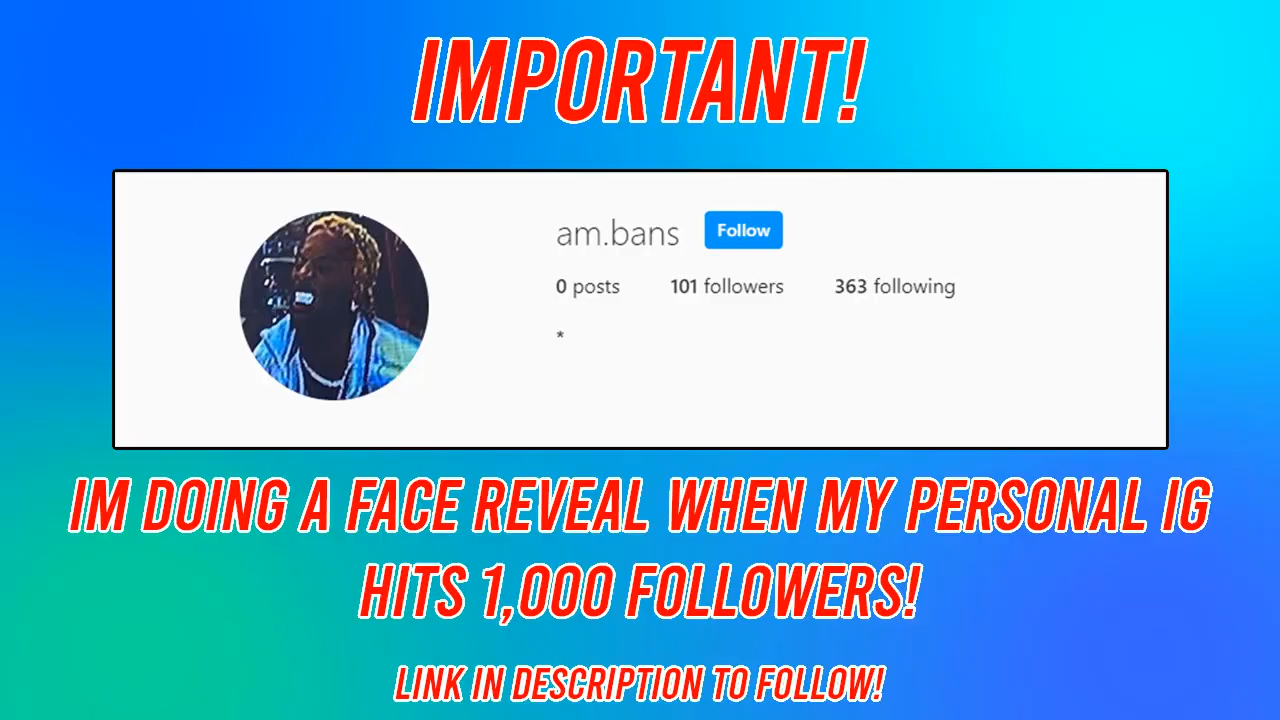 IMPORTANT!
am.bans Follow
0 posts 101 followers 363 following
*
IM DOING A FACE REVEAL WHEN MY PERSONAL IG
HITS 1,000 FOLLOWERS!
LINK IN DESCRIPTION TO FOLLOW!